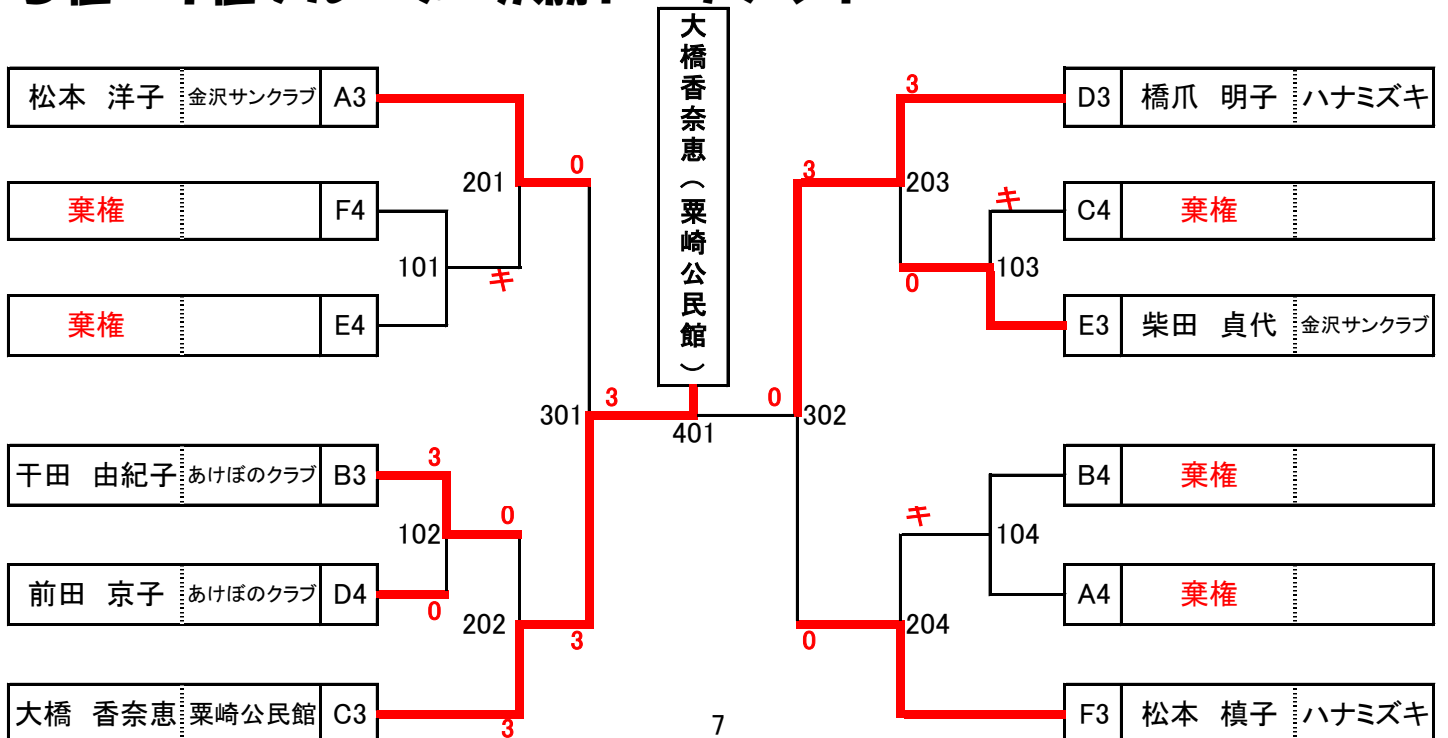 大橋香奈恵（粟崎公民館）
松本 洋子 金沢サンクラブ A3
棄権 F4
棄権 E4
干田 由紀子 あけぼのクラブ B3
前田 京子 あけぼのクラブ D4
大橋 香奈恵 粟崎公民館 C3
201
0
101
キ
301
3
3
102
0
0
202
3
3
401
3
203
3
キ
103
0
0
302
キ
104
204
0
D3 橋爪 明子 ハナミズキ
C4 棄権
E3 柴田 貞代 金沢サンクラブ
B4 棄権
A4 棄権
F3 松本 槙子 ハナミズキ
7